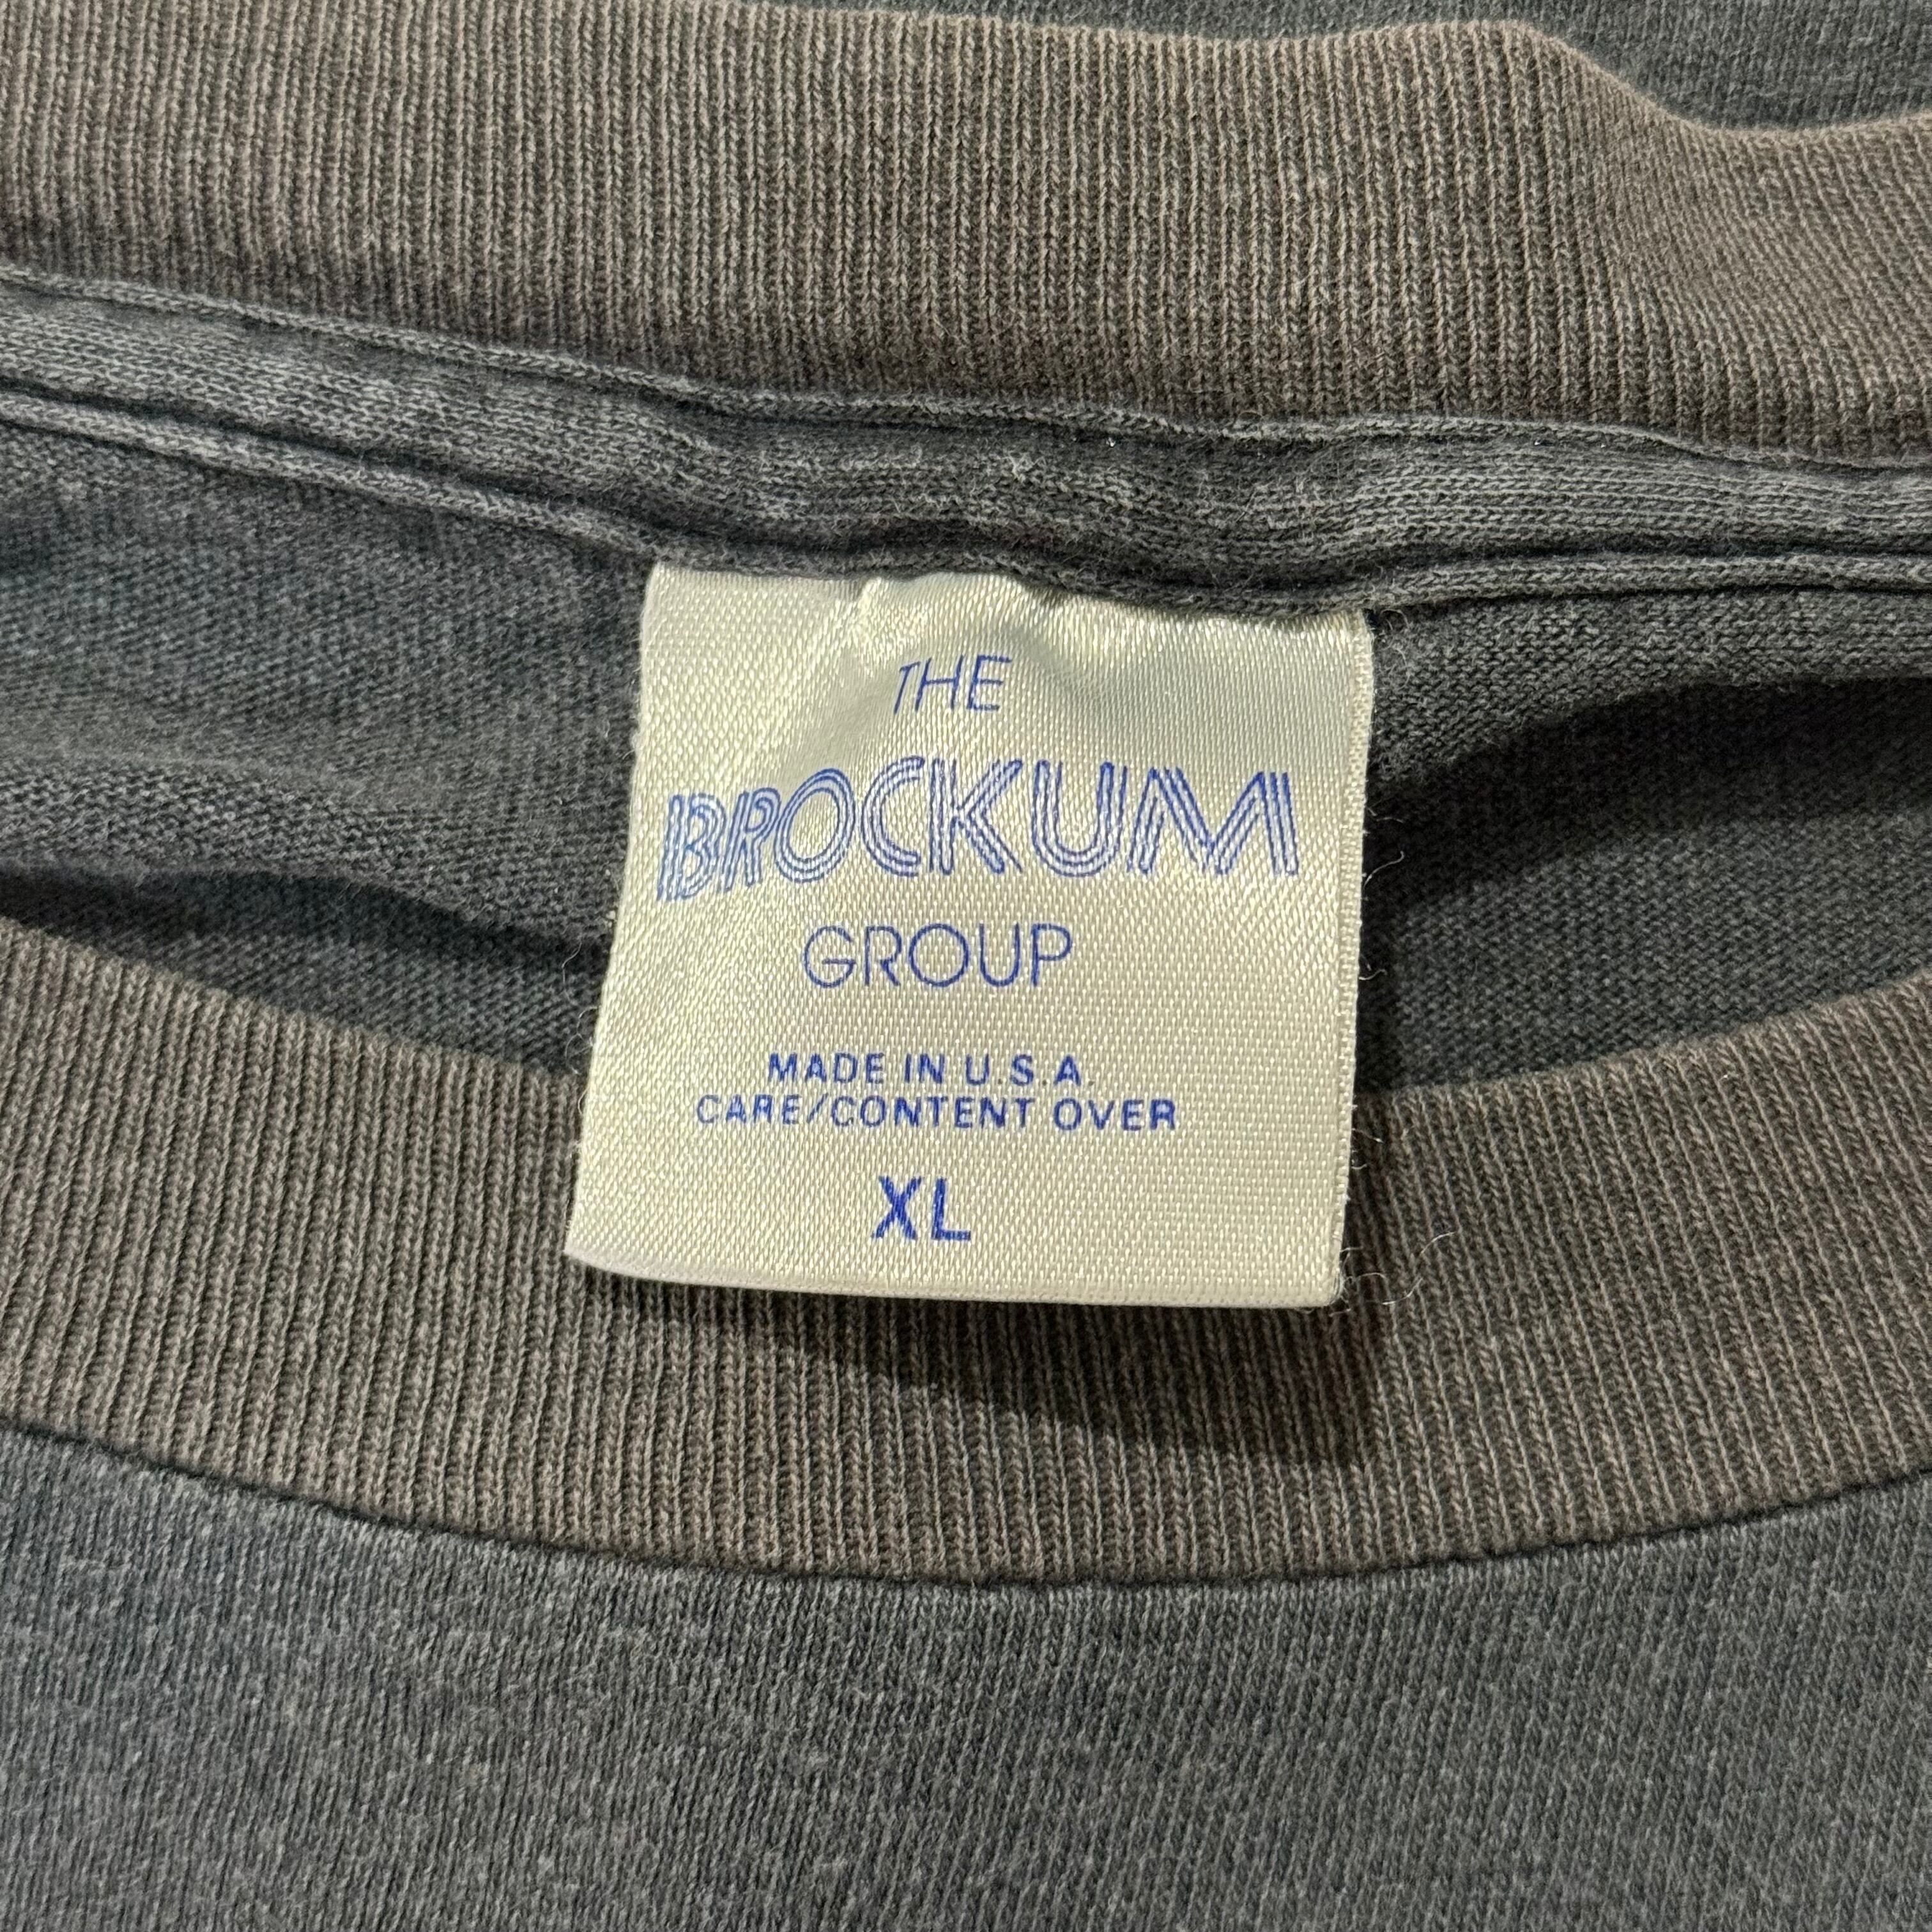 THE
BROCKUM
GROUP
MADE IN U.S.A.
CARE/CONTENT OVER
XL